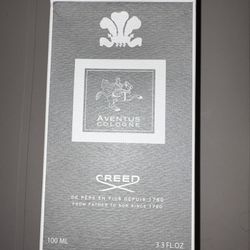 AVENTUS
COLOGNE
CREED
DE PÈRE EN FILS DEPUIS 1760
FROM FATHER TO SON SINCE 1760
100 ML
3.3 FL.OZ